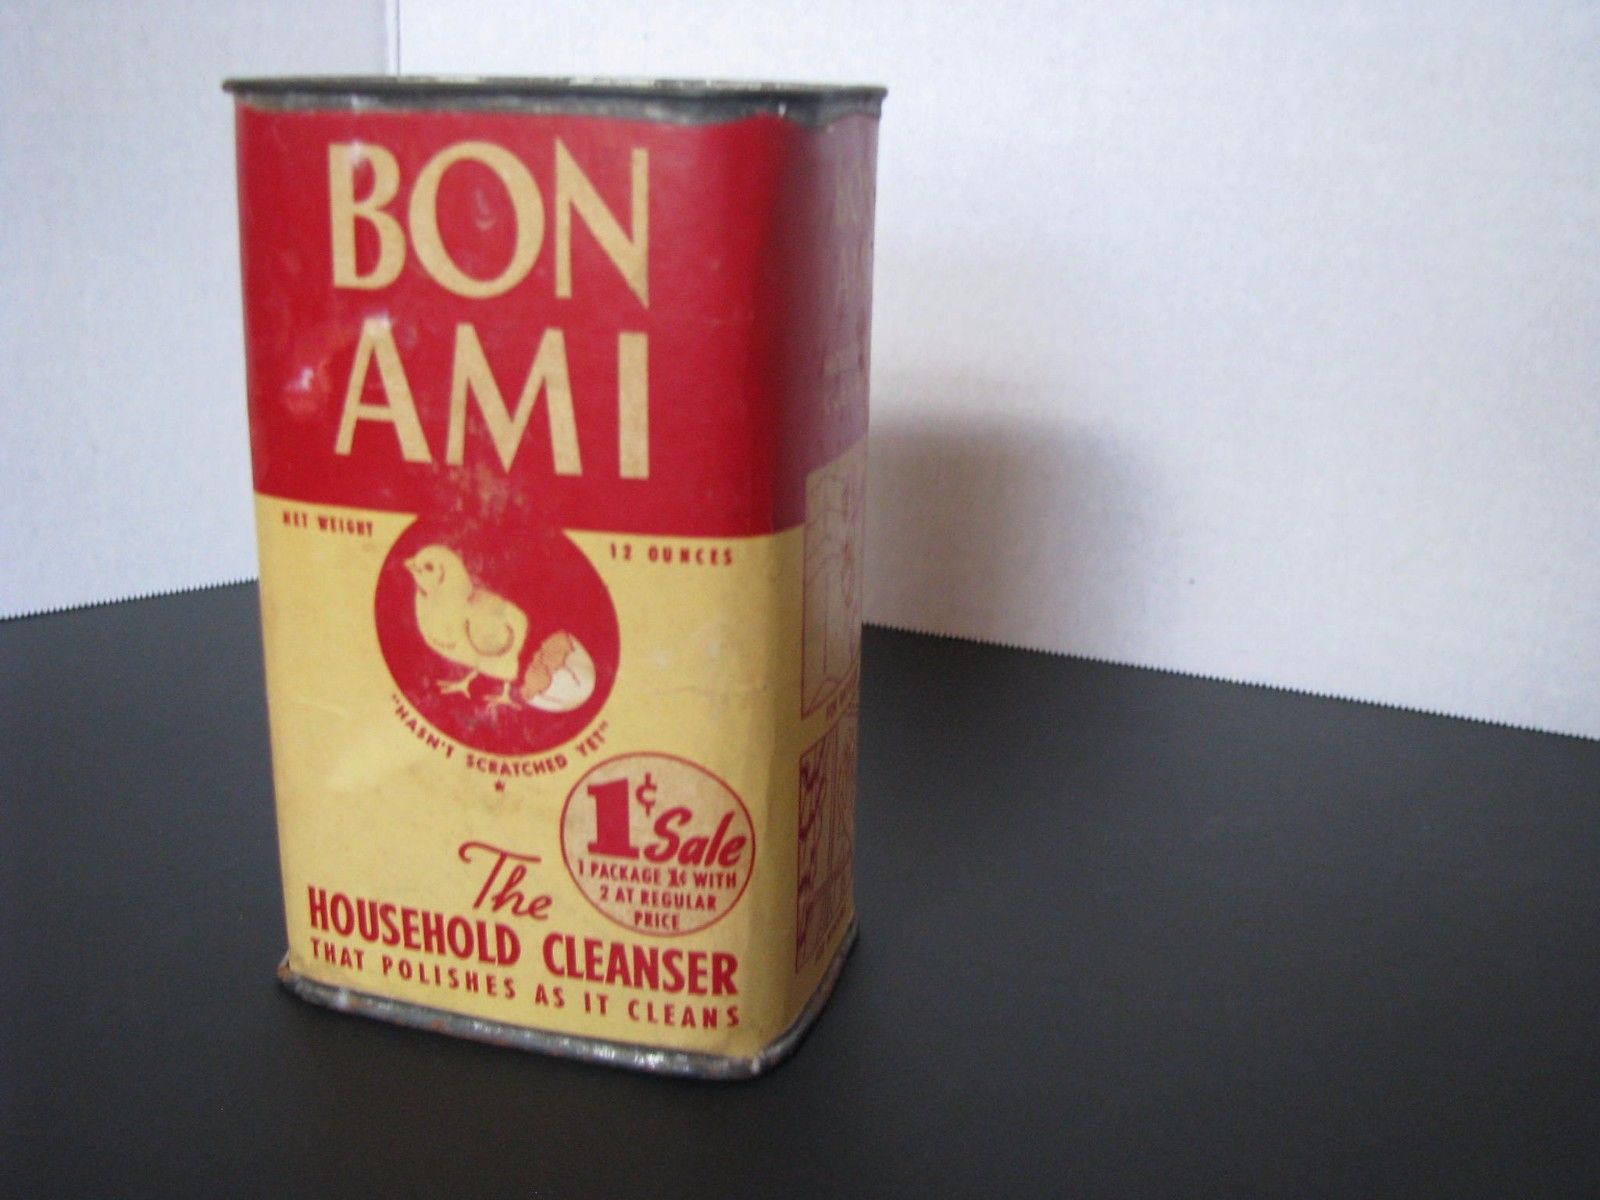 BON
AMI
NET WEIGHT
12 OUNCES
"HASN'T SCRATCHED YET"
1¢ Sale
1 PACKAGE 1¢ WITH
2 AT REGULAR
PRICE
The
HOUSEHOLD CLEANSER
THAT POLISHES AS IT CLEANS